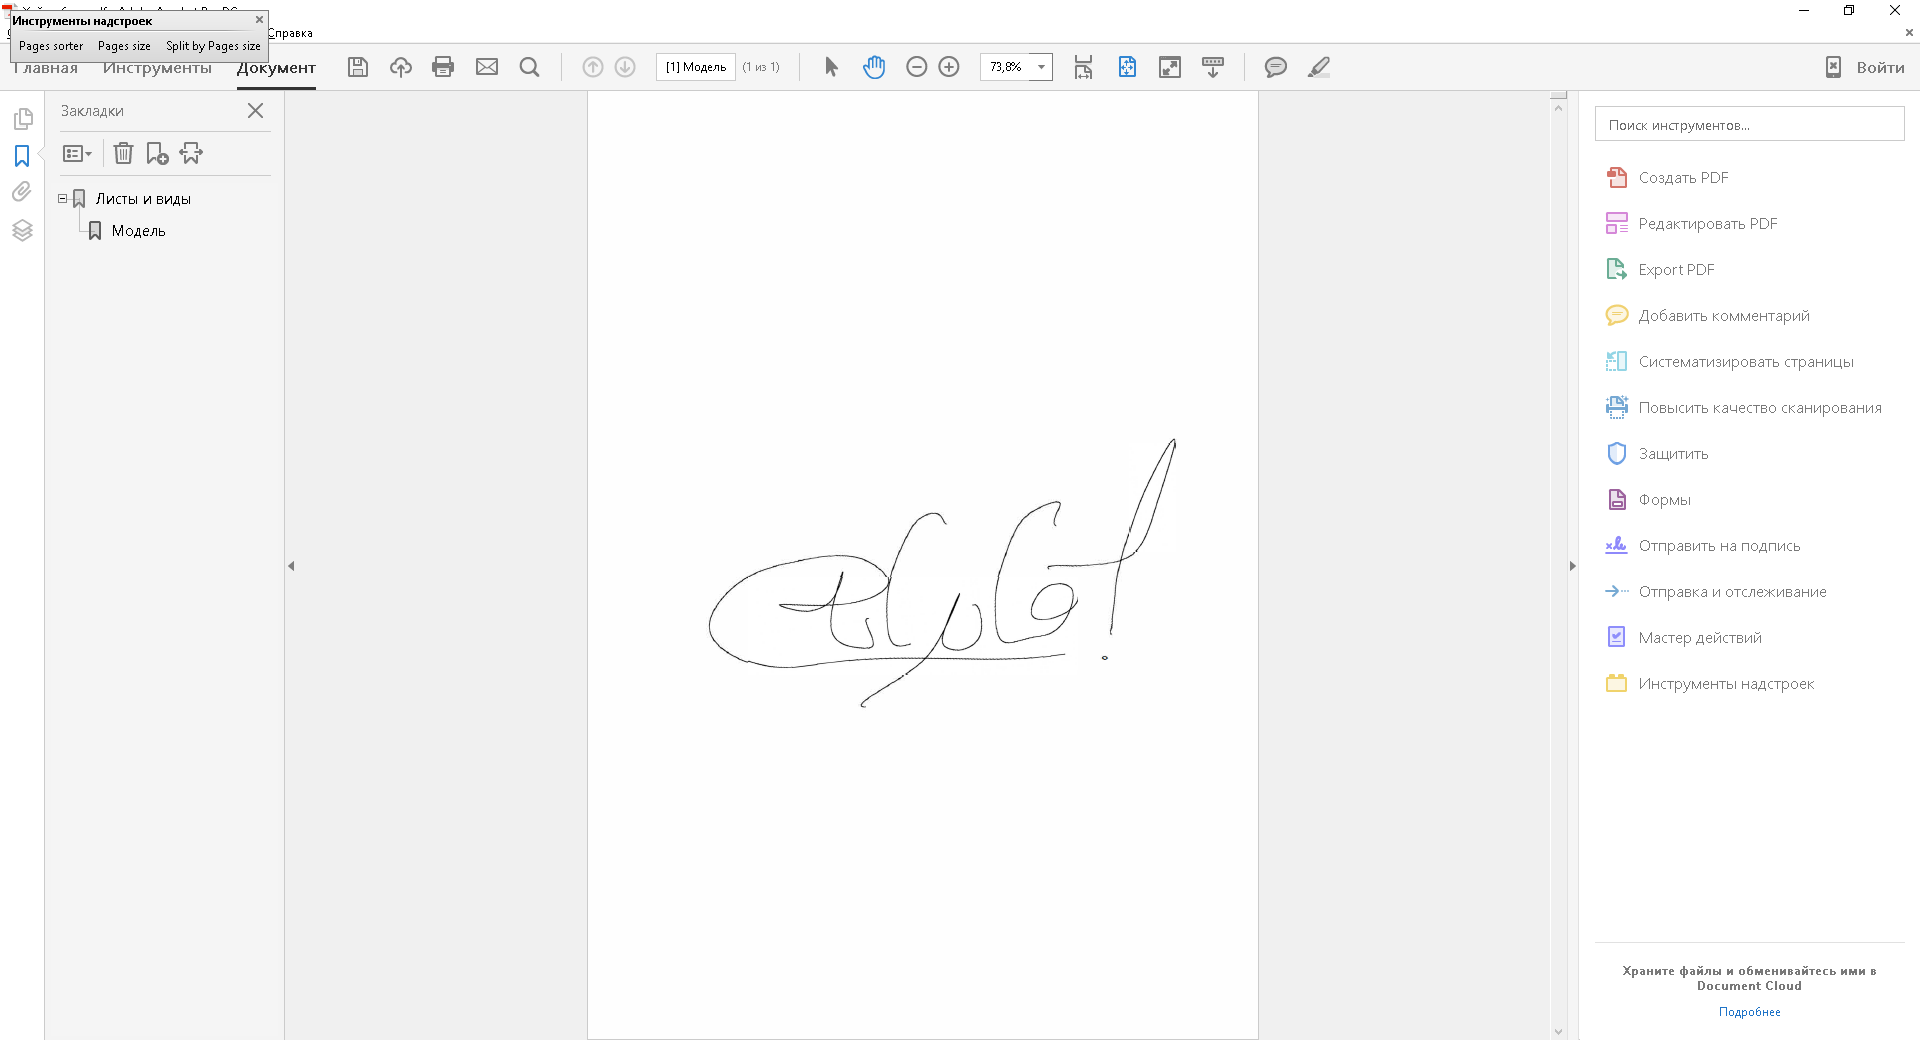 Инструменты надстроек
Pages sorter Pages size Split by Pages size
Справка
Главная Инструменты Документ [1] Модель (1 из 1) 73,8% Войти
Закладки
Листы и виды
Модель
Поиск инструментов...
Создать PDF
Редактировать PDF
Export PDF
Добавить комментарий
Систематизировать страницы
Повысить качество сканирования
Защитить
Формы
Отправить на подпись
Отправка и отслеживание
Мастер действий
Инструменты надстроек
Храните файлы и обменивайтесь ими в
Document Cloud
Подробнее